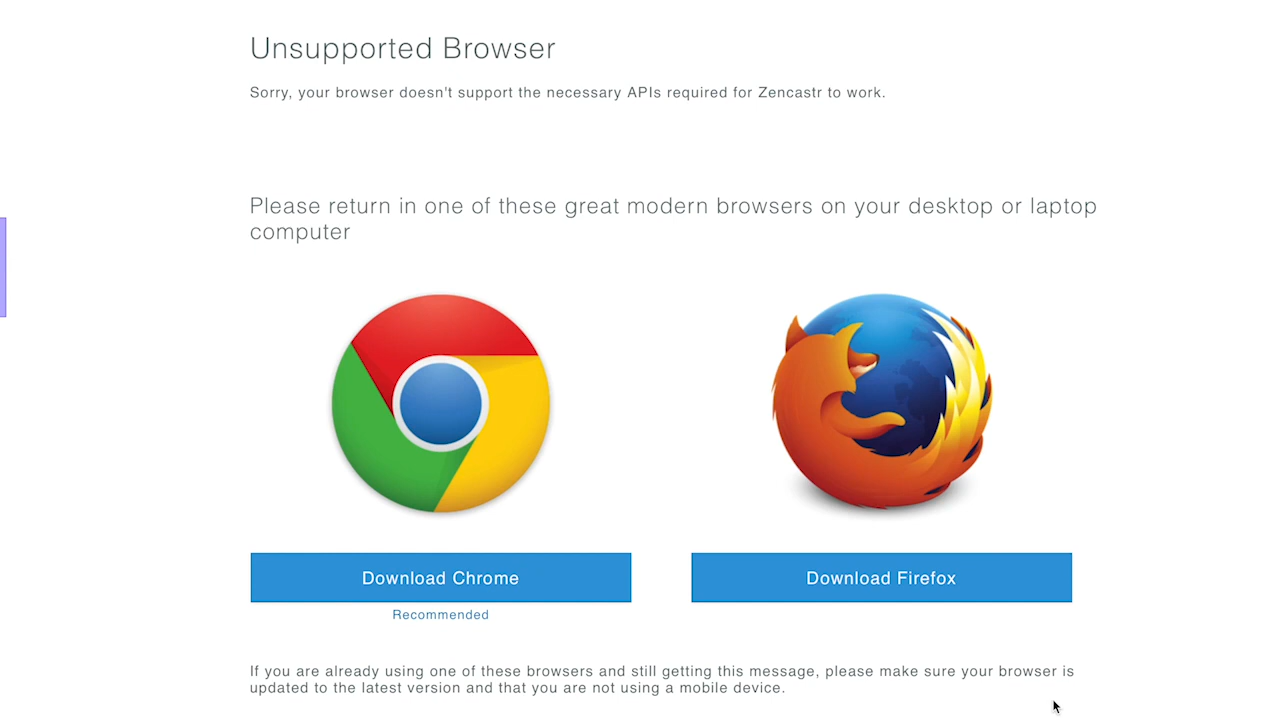 Unsupported Browser
Sorry, your browser doesn't support the necessary APIs required for Zencastr to work.
Please return in one of these great modern browsers on your desktop or laptop
computer
Download Chrome
Download Firefox
Recommended
If you are already using one of these browsers and still getting this message, please make sure your browser is
updated to the latest version and that you are not using a mobile device.